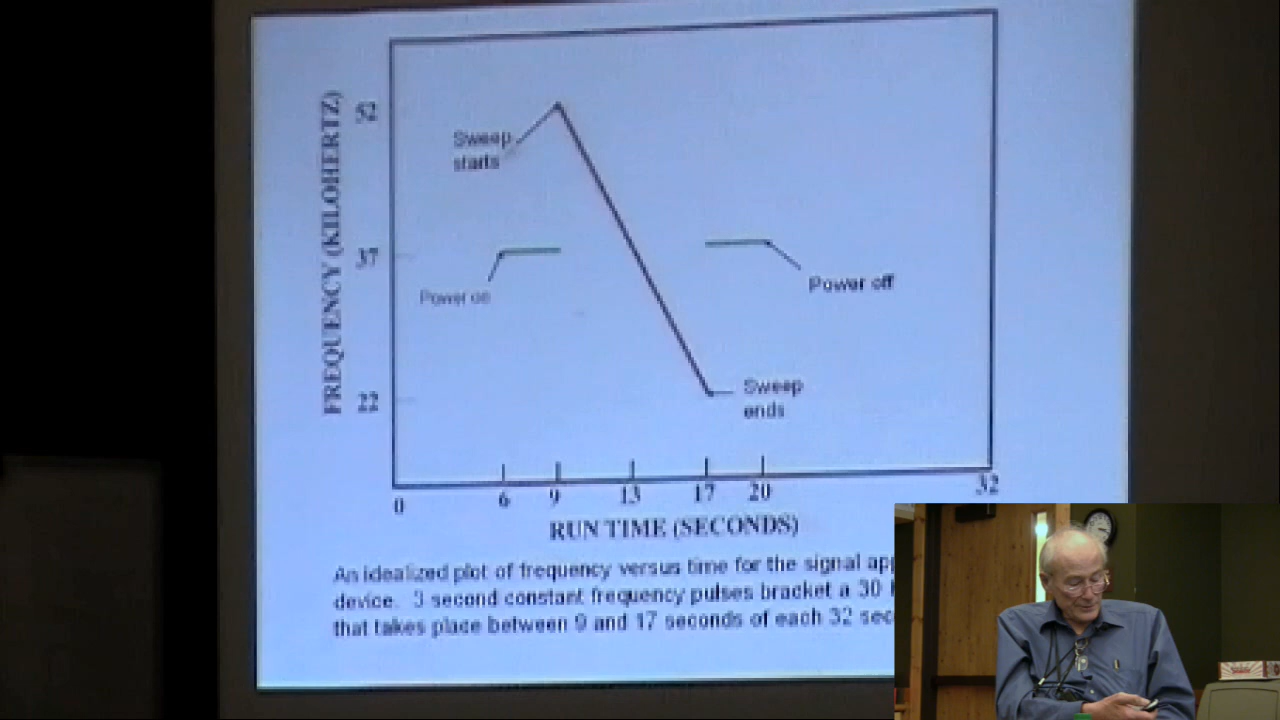 FREQUENCY (KILOHERTZ)
52
37
22
Sweep
starts
Power on
Power off
Sweep
ends
0
6
9
13
17
20
32
RUN TIME (SECONDS)
An idealized plot of frequency versus time for the signal
device. 3 second constant frequency pulses bracket a 30
that takes place between 9 and 17 seconds of each 32